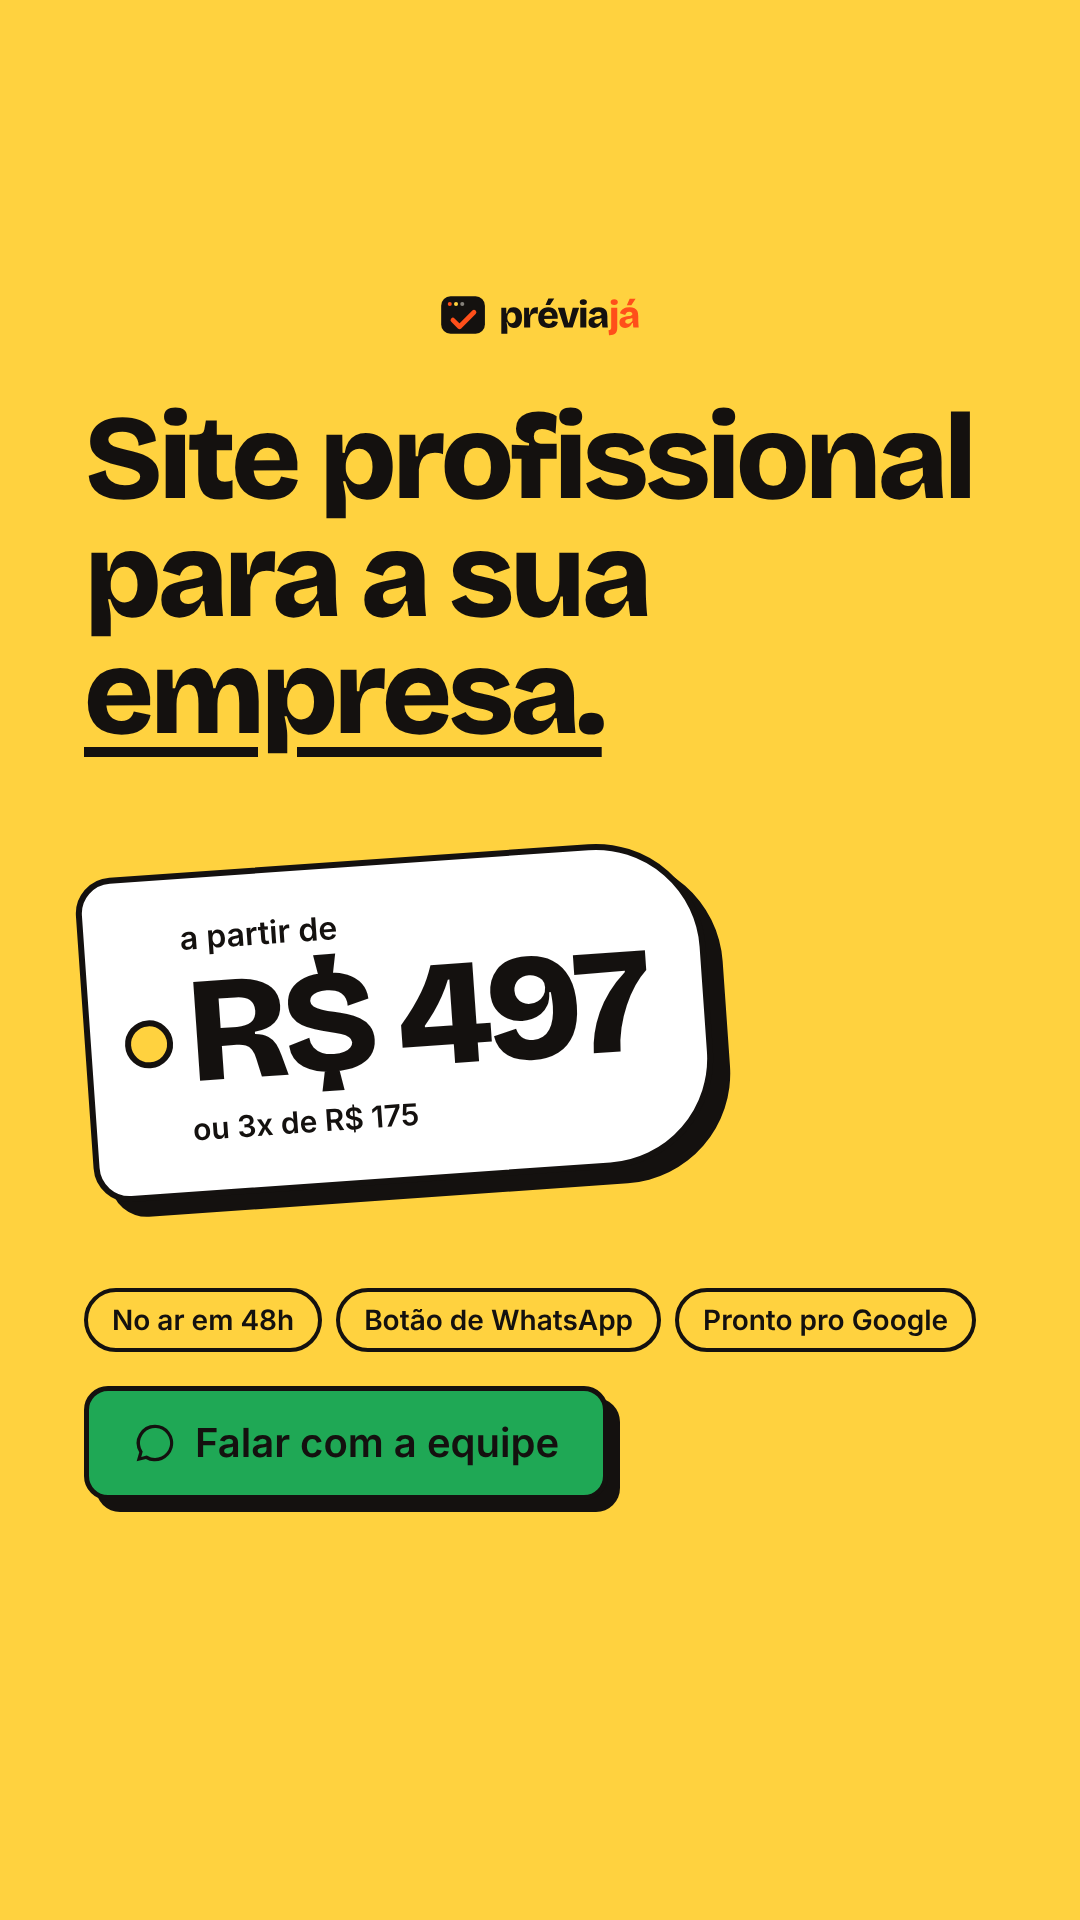 préviajá
Site profissional
para a sua
empresa.
a partir de
R$ 497
ou 3x de R$ 175
No ar em 48h
Botão de WhatsApp
Pronto pro Google
Falar com a equipe